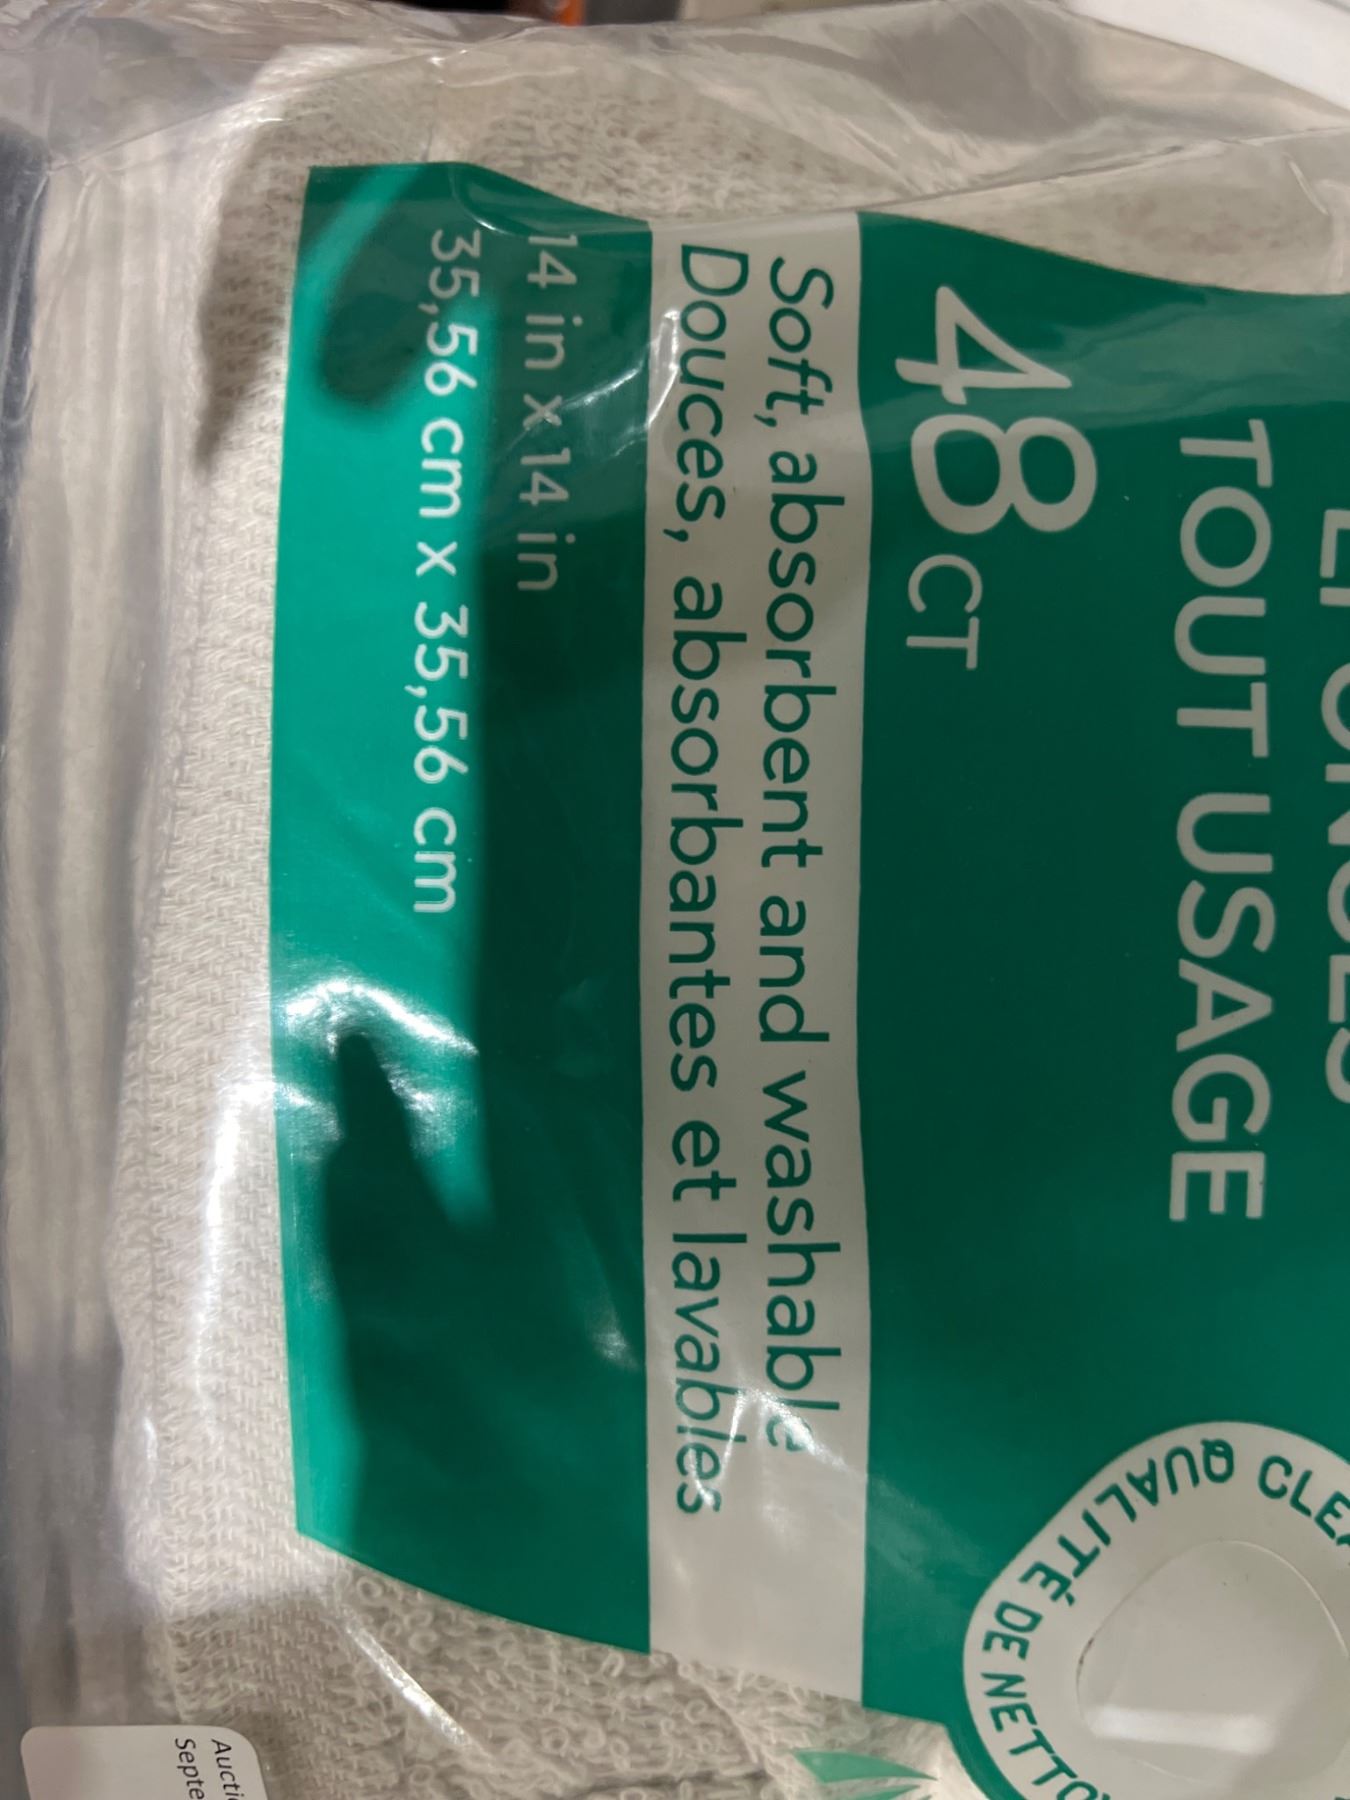 TOUT USAGE
48 CT
Soft, absorbent and washable
Douces, absorbantes et lavables
14 in x 14 in
35,56 cm x 35,56 cm
QUALITÉ DE